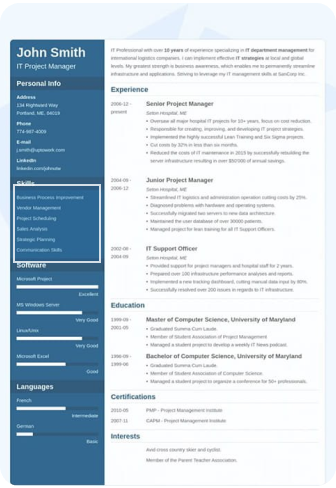 John Smith
IT Project Manager
Personal Info
Address
134 Rightward Way
Portland, ME, 04019
Phone
774-987-4009
E-mail
j.smith@uptowork.com
LinkedIn
linkedin.com/johnutw
Skills
Business Process Improvement
Vendor Management
Project Scheduling
Sales Analysis
Strategic Planning
Communication Skills
Software
Microsoft Project
Excellent
MS Windows Server
Very Good
Linux/Unix
Very Good
Microsoft Excel
Good
Languages
French
Intermediate
German
Basic
IT Professional with over 10 years of experience specializing in IT department management for
international logistics companies. I can implement effective IT strategies at local and global
levels. My greatest strength is business awareness, which enables me to permanently streamline
infrastructure and applications. Striving to leverage my IT management skills at SanCorp Inc.
Experience
2006-12 -
present
Senior Project Manager
Seton Hospital, ME
• Oversaw all major hospital IT projects for 10+ years, focus on cost reduction.
• Responsible for creating, improving, and developing IT project strategies.
• Implemented the highly successful Lean Training and Six Sigma projects.
• Cut costs by 32% in less than six months.
• Reduced the costs of IT maintenance in 2015 by successfully rebuilding the
server infrastructure resulting in over $50'000 of annual savings.
2004-09 -
2006-12
Junior Project Manager
Seton Hospital, ME
• Streamlined IT logistics and administration operation cutting costs by 25%.
• Diagnosed problems with hardware and operating systems.
• Successfully migrated two servers to new data architecture.
• Maintained the user database of over 30000 patients.
• Managed project for lean training for all IT Support Officers.
2002-08 -
2004-09
IT Support Officer
Seton Hospital, ME
• Provided support for project managers and hospital staff for 2 years.
• Prepared over 100 infrastructure performance analyses and reports.
• Implemented a new tracking dashboard, cutting manual data input by 80%.
• Successfully resolved over 200 issues in regards to IT infrastructure.
Education
1999-09 -
2001-05
Master of Computer Science, University of Maryland
• Graduated Summa Cum Laude.
• Member of Student Association of Project Management
• Managed a student project to develop a weekly IT News podcast.
1996-09 -
1999-06
Bachelor of Computer Science, University of Maryland
• Graduated Summa Cum Laude.
• Member of Student Association of Computer Science.
• Managed a student project to organize a conference for 50+ professionals.
Certifications
2010-05 PMP - Project Management Institute
2007-11 CAPM - Project Management Institute
Interests
Avid cross country skier and cyclist.
Member of the Parent Teacher Association.